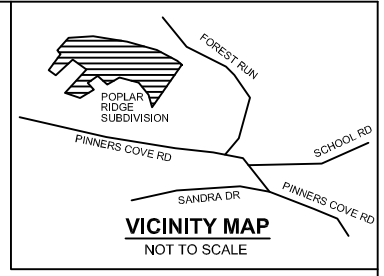 FOREST RUN
POPLAR
RIDGE
SUBDIVISION
PINNERS COVE RD
SCHOOL RD
SANDRA DR
PINNERS COVE RD
VICINITY MAP
NOT TO SCALE